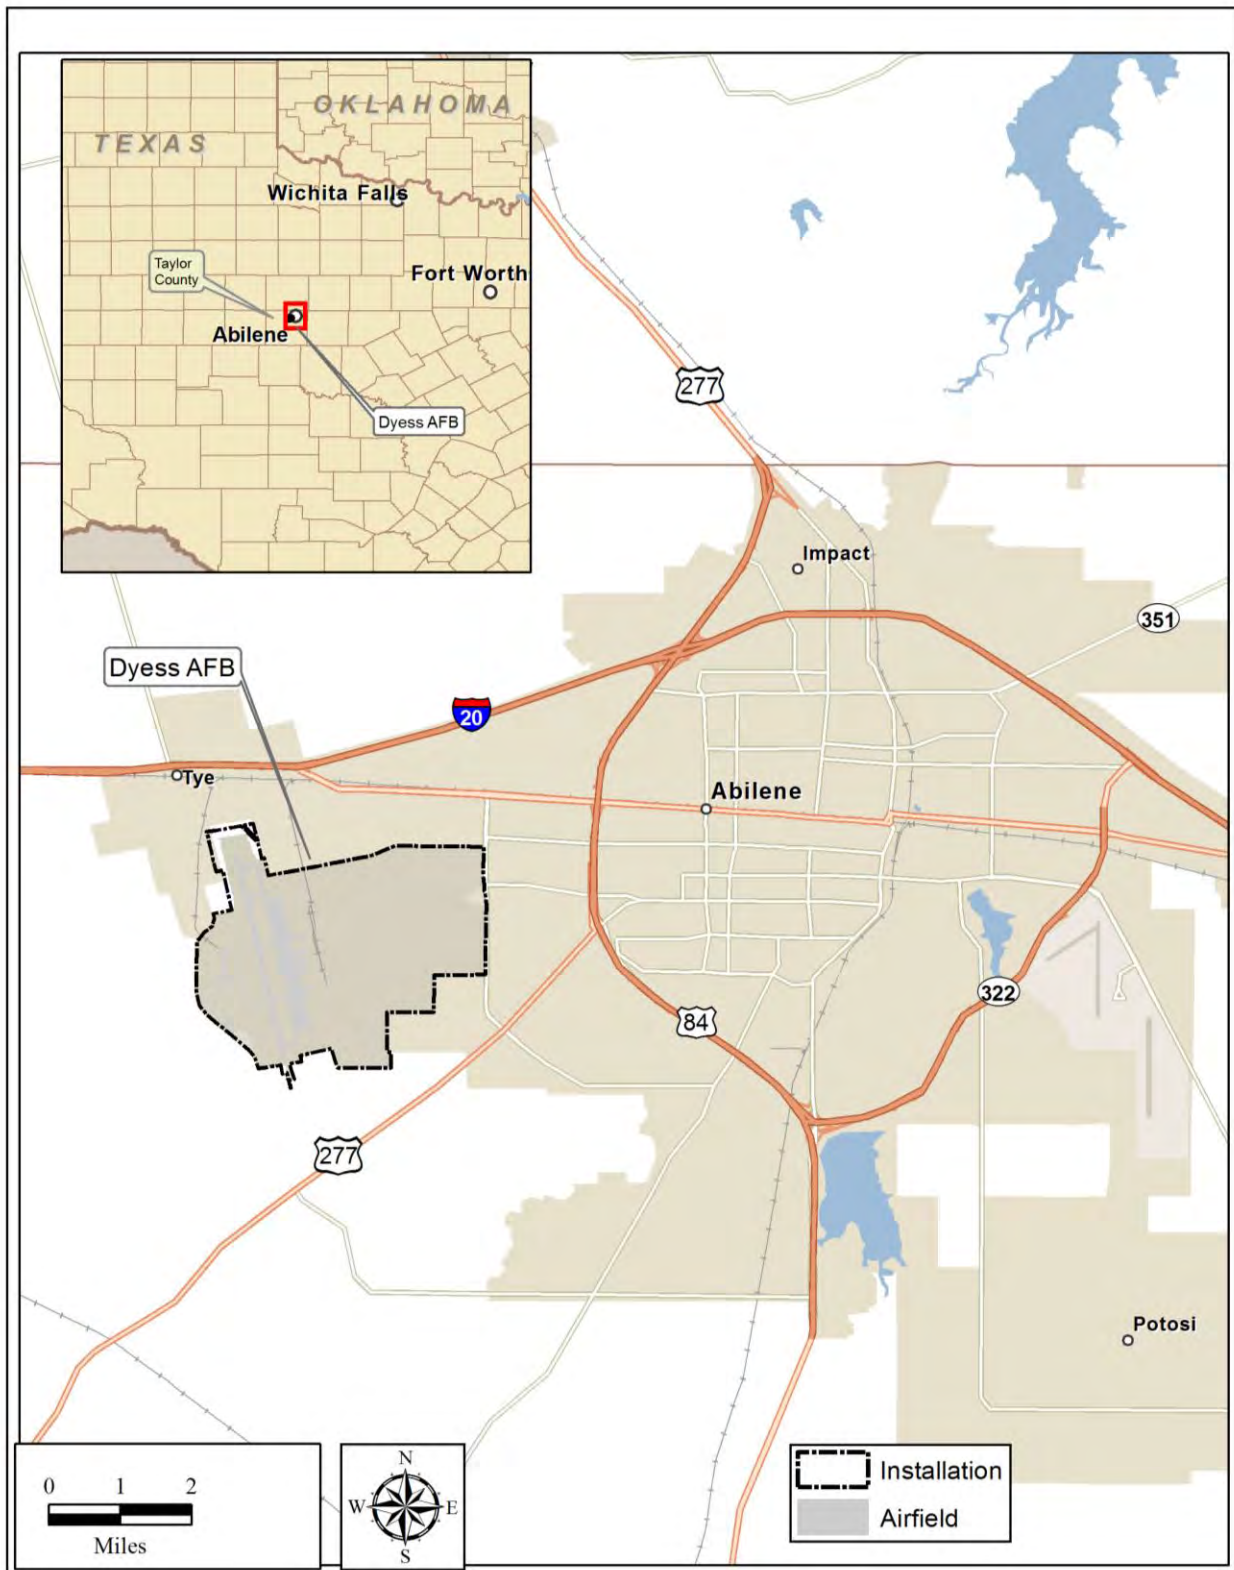 OKLAHOMA
TEXAS
Wichita Falls
Taylor
County
Fort Worth
Abilene
Dyess AFB
277
Impact
351
Dyess AFB
20
Tye
Abilene
322
84
277
Potosi
0 1 2
Miles
N
W E
S
Installation
Airfield